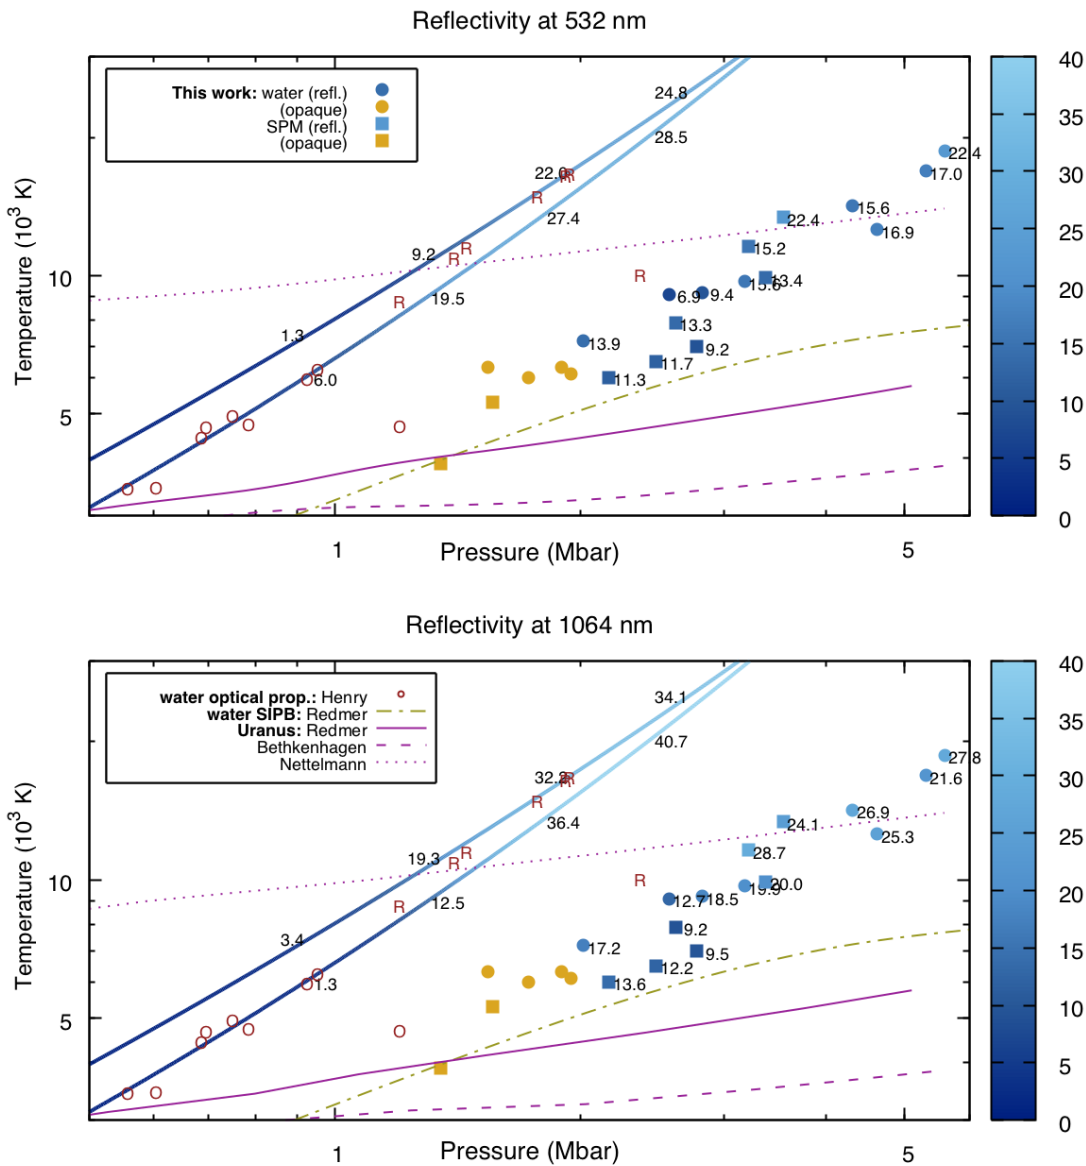 Reflectivity at 532 nm
This work: water (refl.)
(opaque)
SPM (refl.)
(opaque)
24.8
28.5
22.0
R
R
R
27.4
9.2
R
R
19.5
R
1.3
6.0
O
O
O
O
O
O
O
O
O
O
R
22.4
17.0
15.6
16.9
22.4
15.2
13.4
15.6
9.4
6.9
13.3
9.2
13.9
11.7
11.3
Temperature (10³ K)
10
5
1
5
Pressure (Mbar)
40
35
30
25
20
15
10
5
0
Reflectivity at 1064 nm
water optical prop.: Henry
water SIPB: Redmer
Uranus: Redmer
Bethkenhagen
Nettelmann
34.1
40.7
R
R
R
36.4
19.3
R
R
12.5
R
3.4
1.3
O
O
O
O
O
O
O
O
O
O
R
27.8
21.6
26.9
25.3
24.1
28.7
20.0
18.5
12.7
9.2
9.5
17.2
12.2
13.6
Temperature (10³ K)
10
5
1
5
Pressure (Mbar)
40
35
30
25
20
15
10
5
0